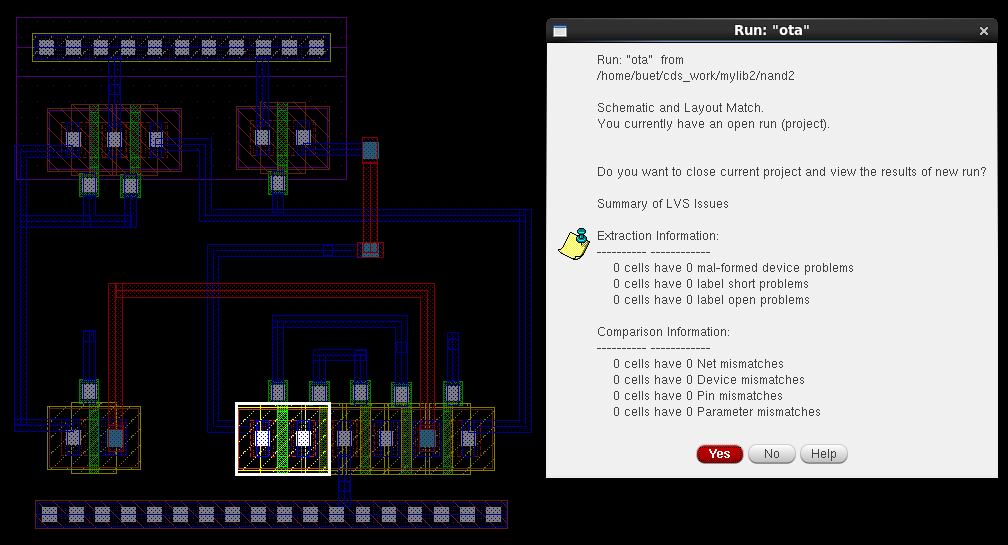 Run: "ota"
Run: "ota" from
/home/buet/cds_work/mylib2/nand2
Schematic and Layout Match.
You currently have an open run (project).
Do you want to close current project and view the results of new run?
Summary of LVS Issues
Extraction Information:
---------- ------------
0 cells have 0 mal-formed device problems
0 cells have 0 label short problems
0 cells have 0 label open problems
Comparison Information:
---------- ------------
0 cells have 0 Net mismatches
0 cells have 0 Device mismatches
0 cells have 0 Pin mismatches
0 cells have 0 Parameter mismatches
Yes No Help